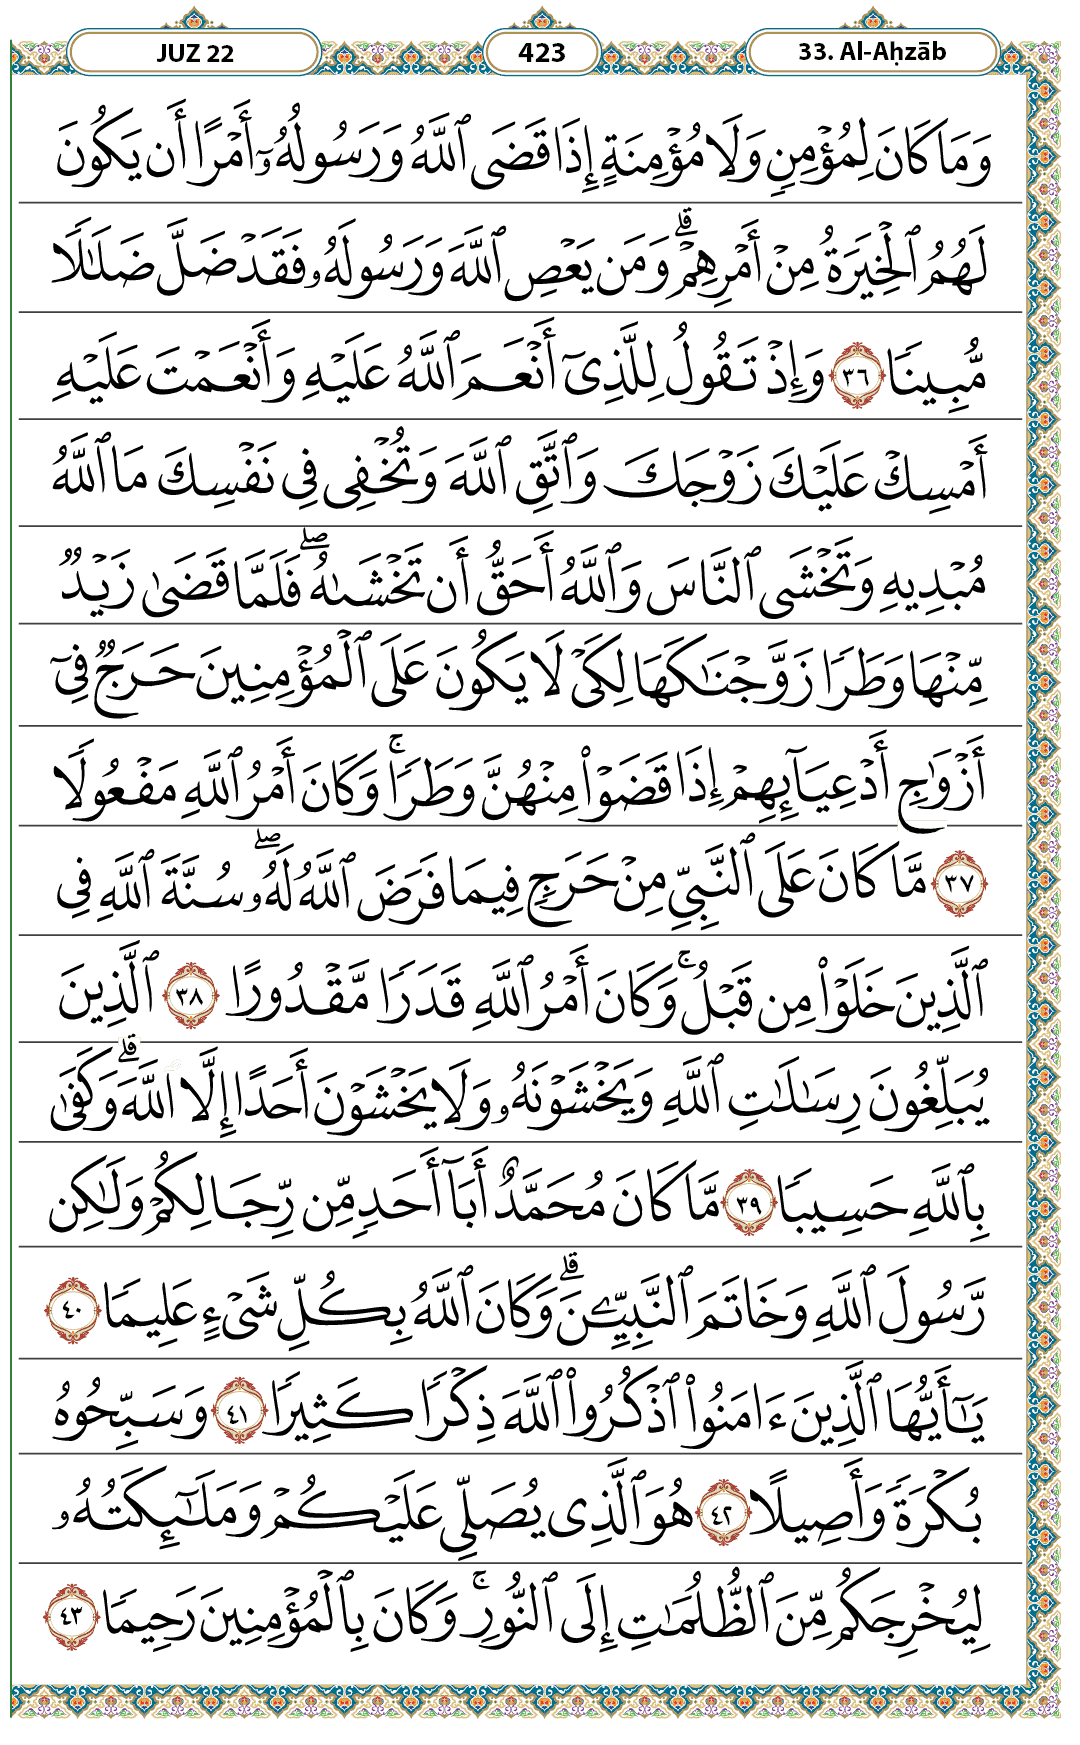 JUZ 22
423
33. Al-Aḥzāb
وَمَا كَانَ لِمُؤْمِنٍ وَلَا مُؤْمِنَةٍ إِذَا قَضَى ٱللَّهُ وَرَسُولُهُۥٓ أَمْرًا أَن يَكُونَ
لَهُمُ ٱلْخِيَرَةُ مِنْ أَمْرِهِمْ ۗ وَمَن يَعْصِ ٱللَّهَ وَرَسُولَهُۥ فَقَدْ ضَلَّ ضَلَـٰلًا
مُّبِينًا ٣٦ وَإِذْ تَقُولُ لِلَّذِىٓ أَنْعَمَ ٱللَّهُ عَلَيْهِ وَأَنْعَمْتَ عَلَيْهِ
أَمْسِكْ عَلَيْكَ زَوْجَكَ وَٱتَّقِ ٱللَّهَ وَتُخْفِى فِى نَفْسِكَ مَا ٱللَّهُ
مُبْدِيهِ وَتَخْشَى ٱلنَّاسَ وَٱللَّهُ أَحَقُّ أَن تَخْشَىٰهُ ۖ فَلَمَّا قَضَىٰ زَيْدٌ
مِّنْهَا وَطَرًا زَوَّجْنَـٰكَهَا لِكَىْ لَا يَكُونَ عَلَى ٱلْمُؤْمِنِينَ حَرَجٌ فِىٓ
أَزْوَٰجِ أَدْعِيَآئِهِمْ إِذَا قَضَوْا۟ مِنْهُنَّ وَطَرًا ۚ وَكَانَ أَمْرُ ٱللَّهِ مَفْعُولًا
٣٧ مَّا كَانَ عَلَى ٱلنَّبِىِّ مِنْ حَرَجٍ فِيمَا فَرَضَ ٱللَّهُ لَهُۥ ۖ سُنَّةَ ٱللَّهِ فِى
ٱلَّذِينَ خَلَوْا۟ مِن قَبْلُ ۚ وَكَانَ أَمْرُ ٱللَّهِ قَدَرًا مَّقْدُورًا ٣٨ ٱلَّذِينَ
يُبَلِّغُونَ رِسَـٰلَـٰتِ ٱللَّهِ وَيَخْشَوْنَهُۥ وَلَا يَخْشَوْنَ أَحَدًا إِلَّا ٱللَّهَ ۗ وَكَفَىٰ
بِٱللَّهِ حَسِيبًا ٣٩ مَّا كَانَ مُحَمَّدٌ أَبَآ أَحَدٍ مِّن رِّجَالِكُمْ وَلَـٰكِن
رَّسُولَ ٱللَّهِ وَخَاتَمَ ٱلنَّبِيِّـۧنَ ۗ وَكَانَ ٱللَّهُ بِكُلِّ شَىْءٍ عَلِيمًا ٤٠
يَـٰٓأَيُّهَا ٱلَّذِينَ ءَامَنُوا۟ ٱذْكُرُوا۟ ٱللَّهَ ذِكْرًا كَثِيرًا ٤١ وَسَبِّحُوهُ
بُكْرَةً وَأَصِيلًا ٤٢ هُوَ ٱلَّذِى يُصَلِّى عَلَيْكُمْ وَمَلَـٰٓئِكَتُهُۥ
لِيُخْرِجَكُم مِّنَ ٱلظُّلُمَـٰتِ إِلَى ٱلنُّورِ ۚ وَكَانَ بِٱلْمُؤْمِنِينَ رَحِيمًا ٤٣